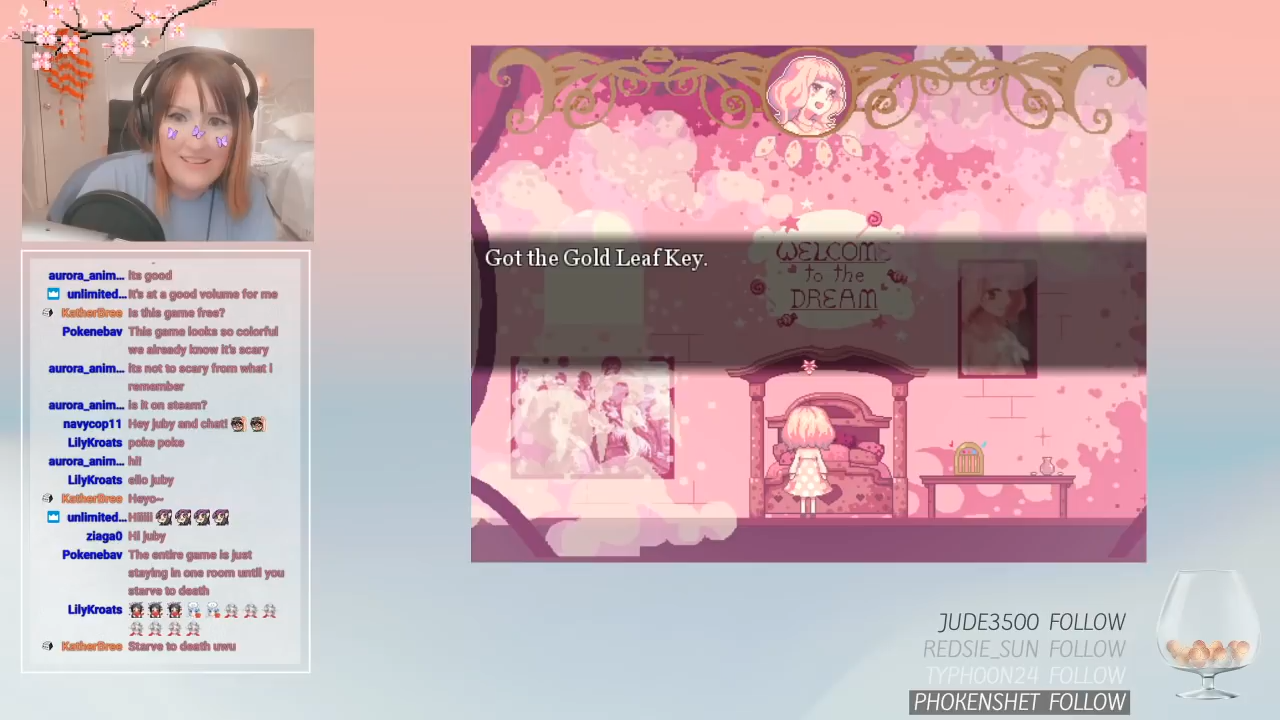 aurora_anim... Its good
unlimited... It's at a good volume for me
KatherBree Is this game free?
Pokenebav This game looks so colorful
we already know it's scary
aurora_anim... its not to scary from what i
remember
aurora_anim... is it on steam?
navycop11 Hey juby and chat!
LilyKroats poke poke
aurora_anim... hi!
LilyKroats ello juby
KatherBree Heyo~
unlimited... Hiiiiii
ziaga0 Hi juby
Pokenebav The entire game is just
staying in one room until you
starve to death
LilyKroats
KatherBree Starve to death uwu
Got the Gold Leaf Key.
WELCOME
to the
DREAM
JUDE3500 FOLLOW
REDSIE_SUN FOLLOW
TYPHOON24 FOLLOW
PHOKENSHET FOLLOW